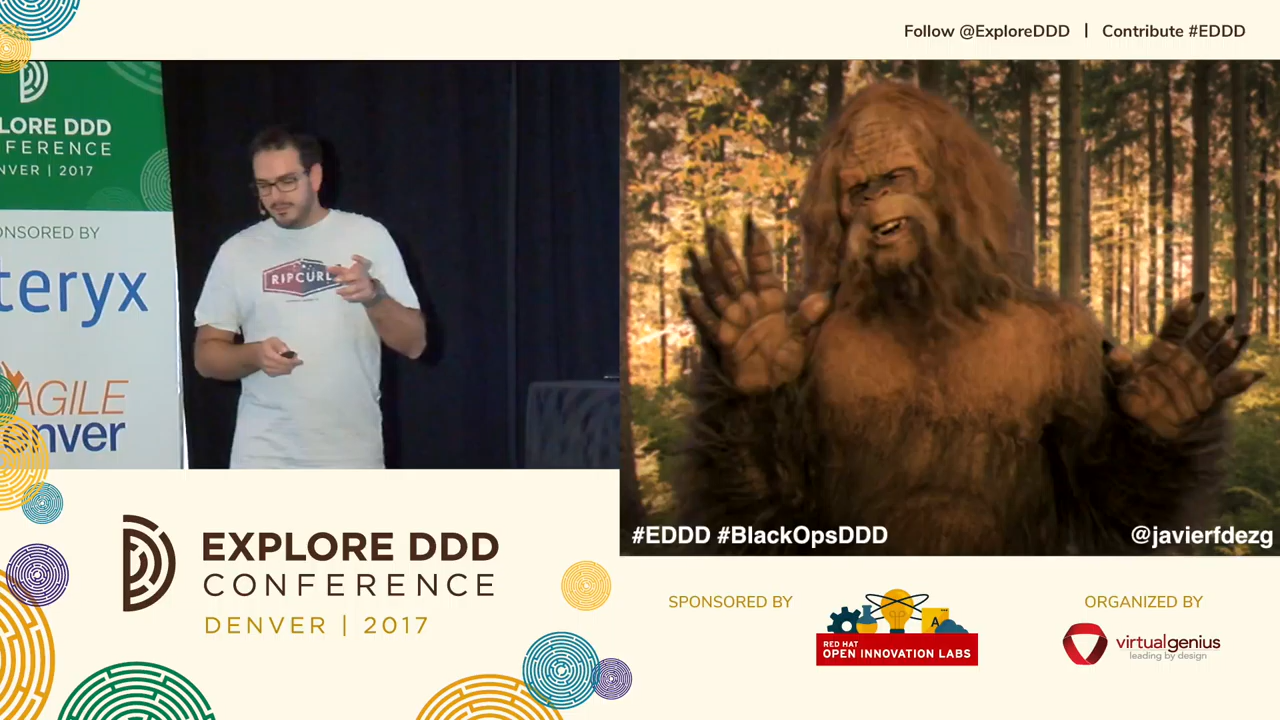 Follow @ExploreDDD | Contribute #EDDD
LORE DDD
FERENCE
NVER | 2017
ONSORED BY
teryx
AGILE
nver
RIPCURL
#EDDD #BlackOpsDDD
@javierfdezg
EXPLORE DDD
CONFERENCE
DENVER | 2017
SPONSORED BY
RED HAT
OPEN INNOVATION LABS
A
ORGANIZED BY
virtualgenius
leading by design